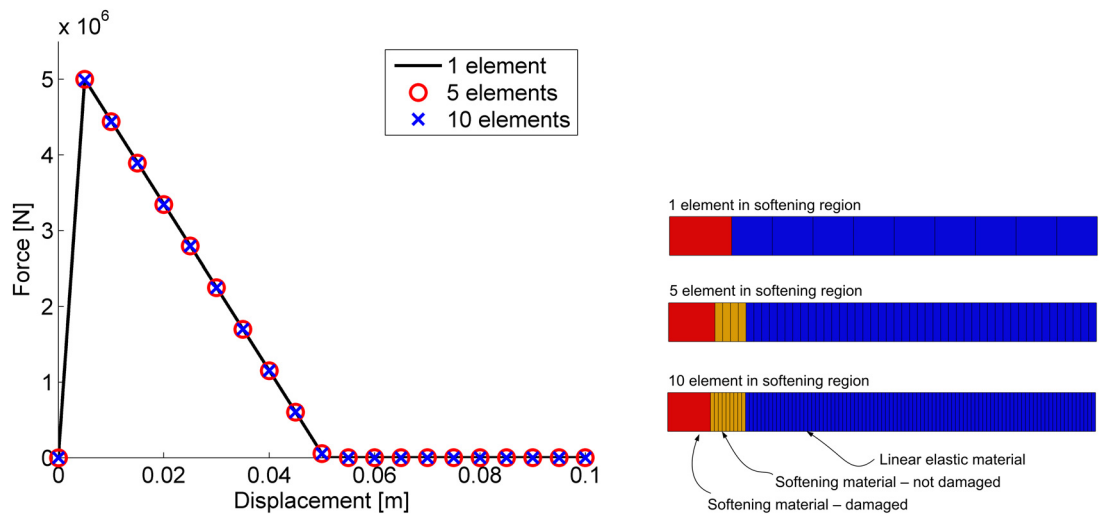 x 10⁶
5
4
3
2
1
0
Force [N]
1 element
5 elements
10 elements
0
0.02
0.04
0.06
0.08
0.1
Displacement [m]
1 element in softening region
5 element in softening region
10 element in softening region
Linear elastic material
Softening material – not damaged
Softening material – damaged